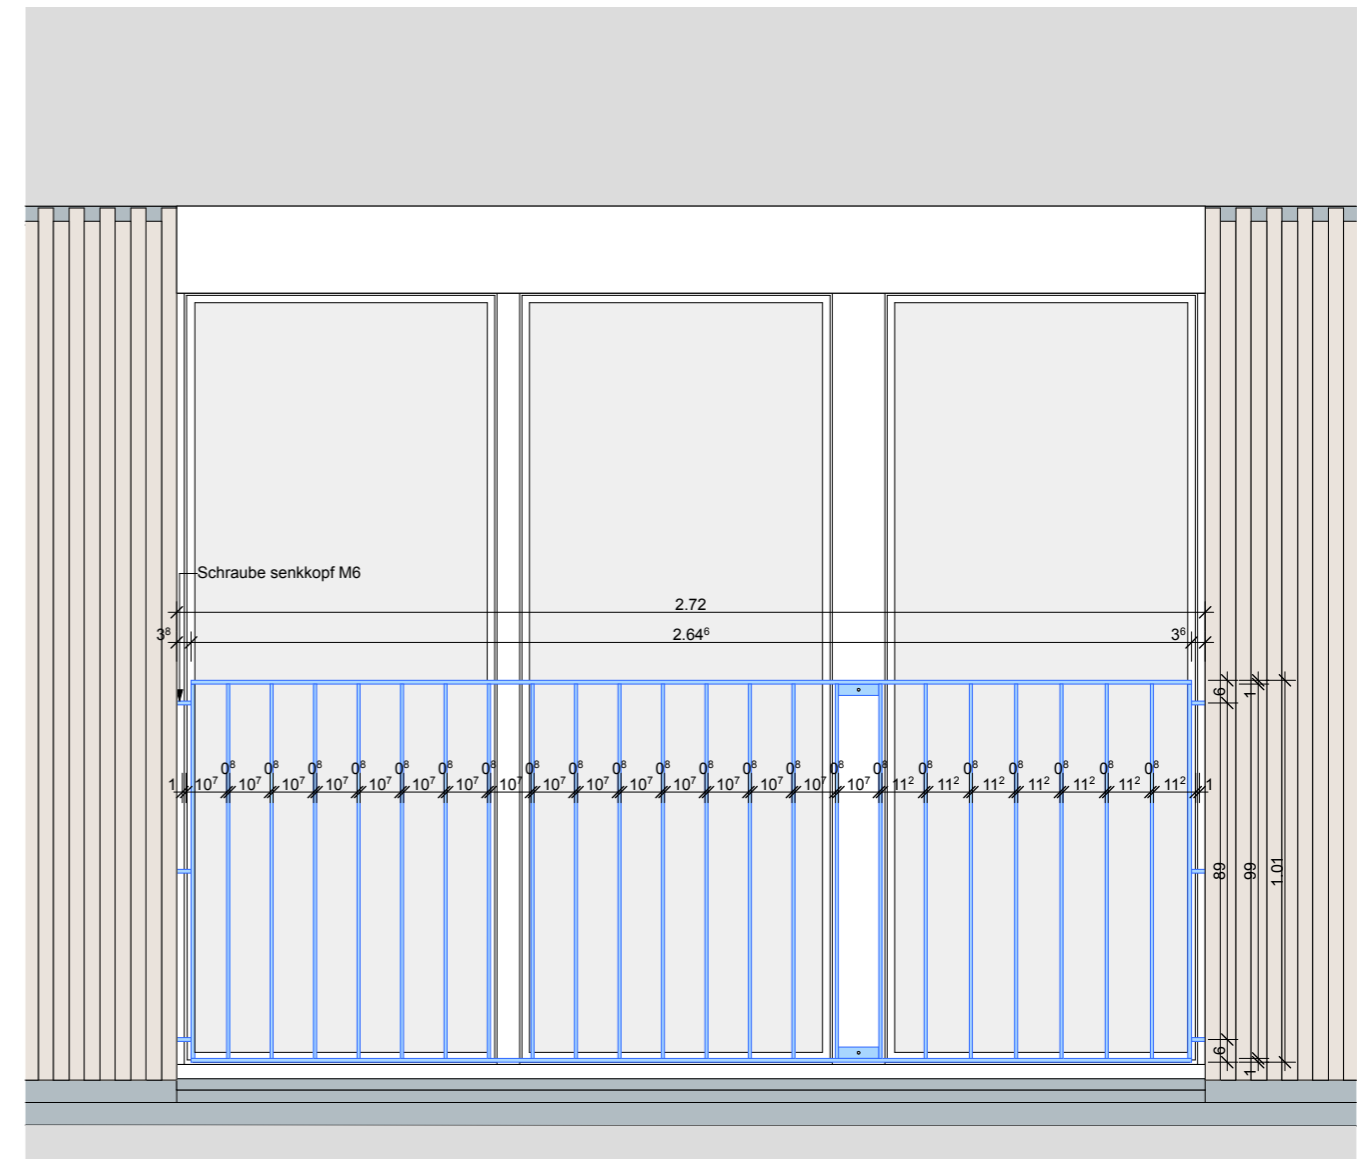 Schraube senkkopf M6
2.72
3⁸ 2.64⁶ 3⁶
6 1
0⁸ 0⁸ 0⁸ 0⁸ 0⁸ 0⁸ 0⁸ 0⁸ 0⁸ 0⁸ 0⁸ 0⁸ 0⁸ 0⁸ 0⁸ 0⁸ 0⁸ 0⁸ 0⁸ 0⁸ 0⁸ 0⁸
1 10⁷ 10⁷ 10⁷ 10⁷ 10⁷ 10⁷ 10⁷ 10⁷ 10⁷ 10⁷ 10⁷ 10⁷ 10⁷ 10⁷ 10⁷ 10⁷ 11² 11² 11² 11² 11² 11² 11² 1
89 99 1.01
6 1